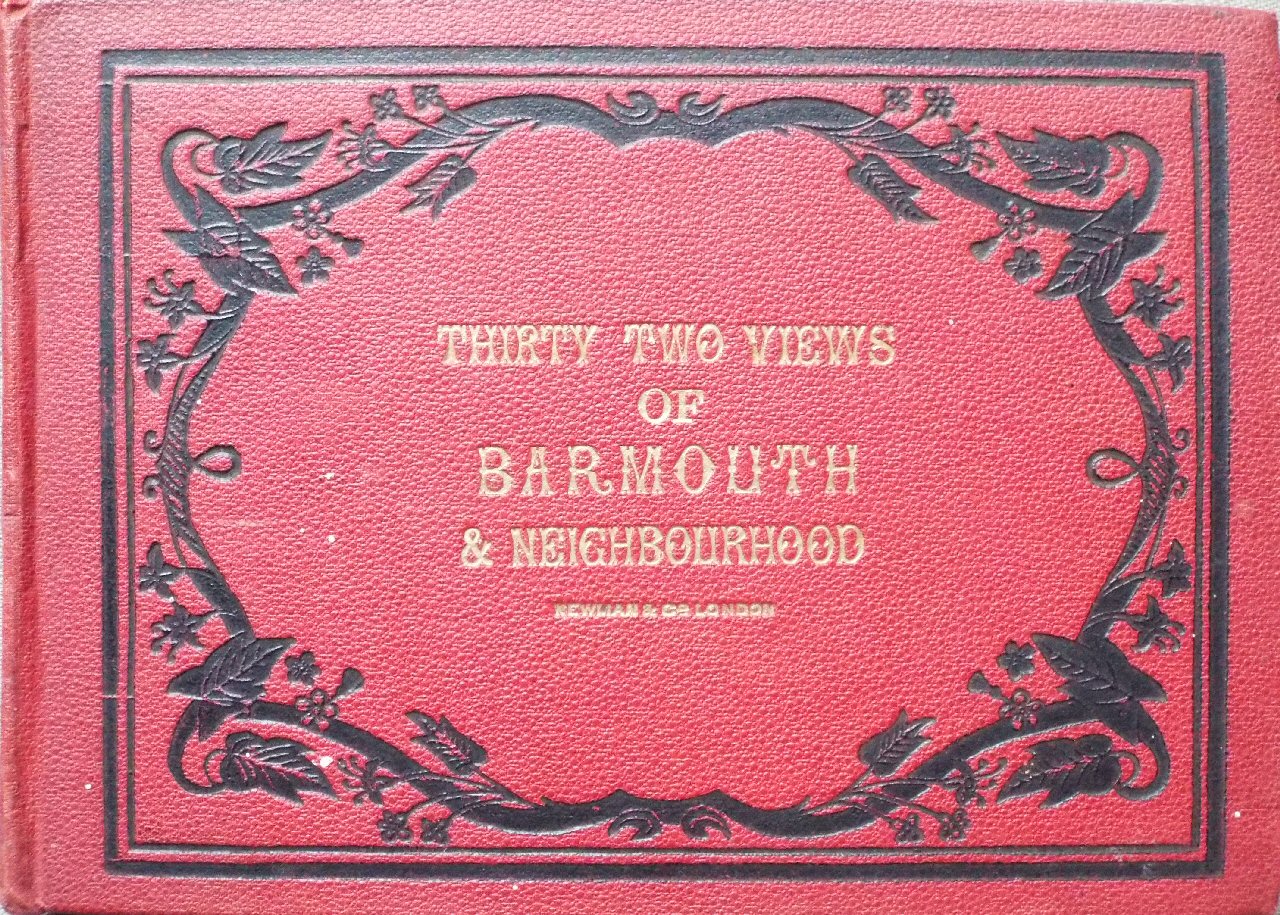 THIRTY TWO VIEWS
OF
BARMOUTH
& NEIGHBOURHOOD
NEWMAN & CO. LONDON